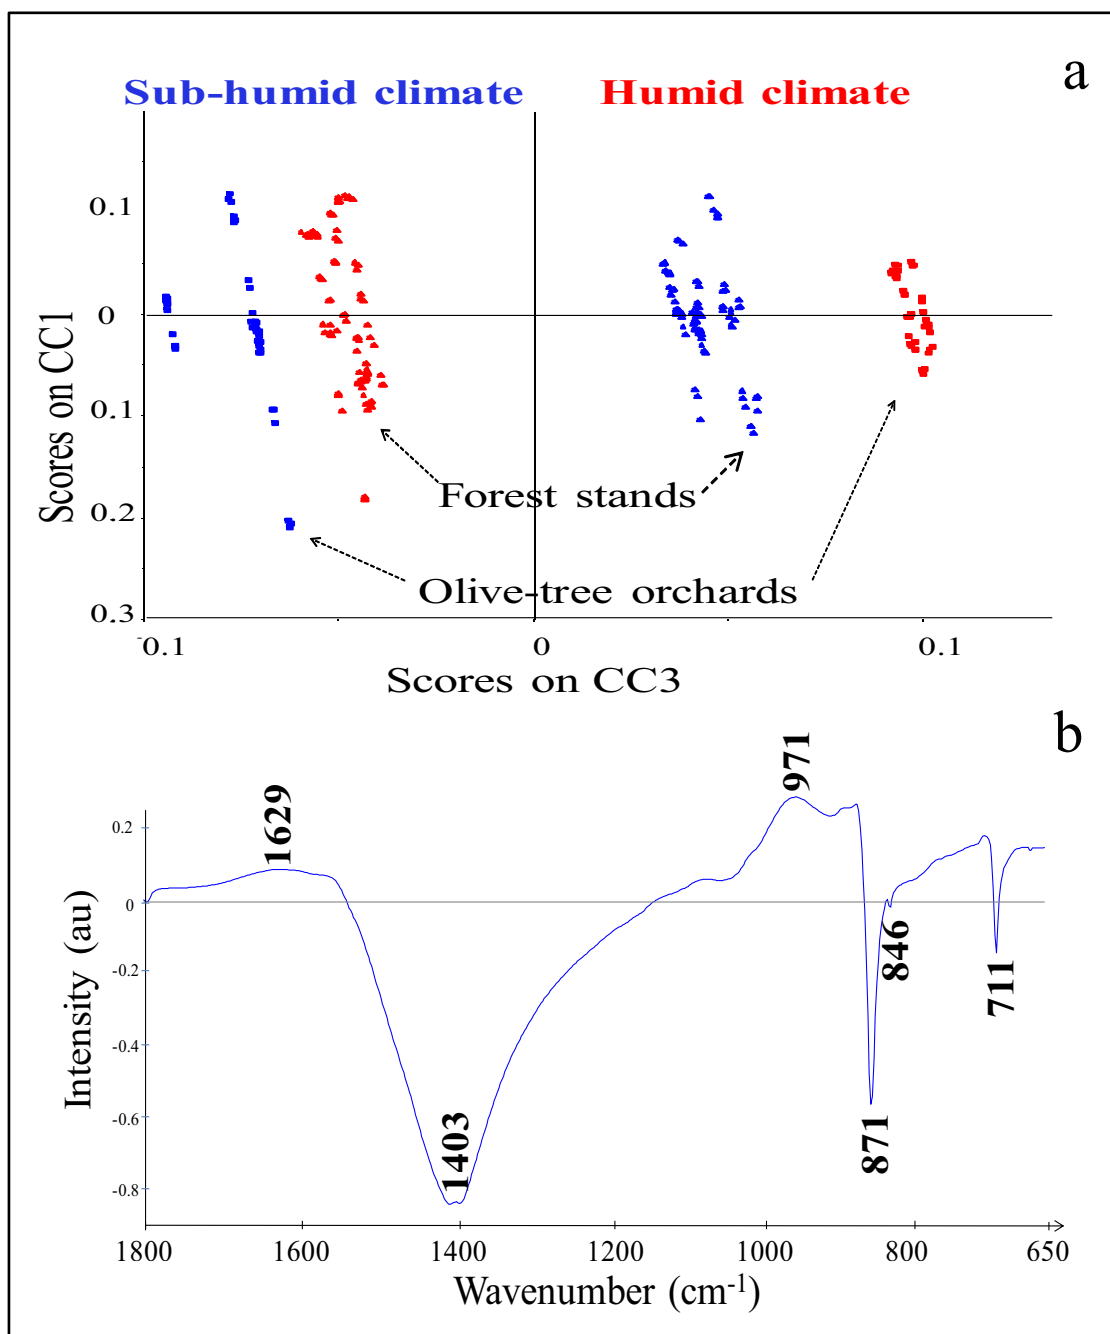 a
Sub-humid climate Humid climate
0.1
0
0.1
0.2
0.3
Scores on CC1
Forest stands
Olive-tree orchards
-0.1 0 0.1
Scores on CC3
b
1629
971
1403
871
846
711
0.2
0
-0.2
-0.4
-0.6
-0.8
Intensity (au)
1800 1600 1400 1200 1000 800 650
Wavenumber (cm⁻¹)